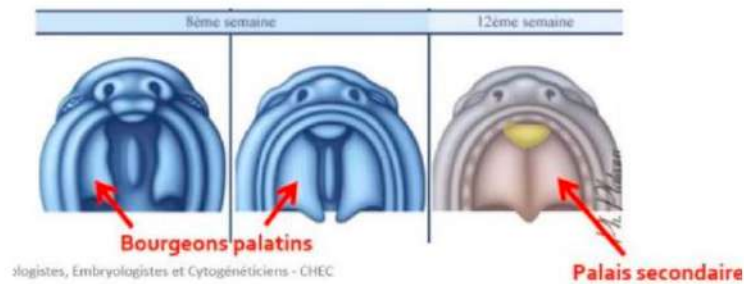 8ème semaine
12ème semaine
Bourgeons palatins
ologistes, Embryologistes et Cytogénéticiens - CHEC
Palais secondaire